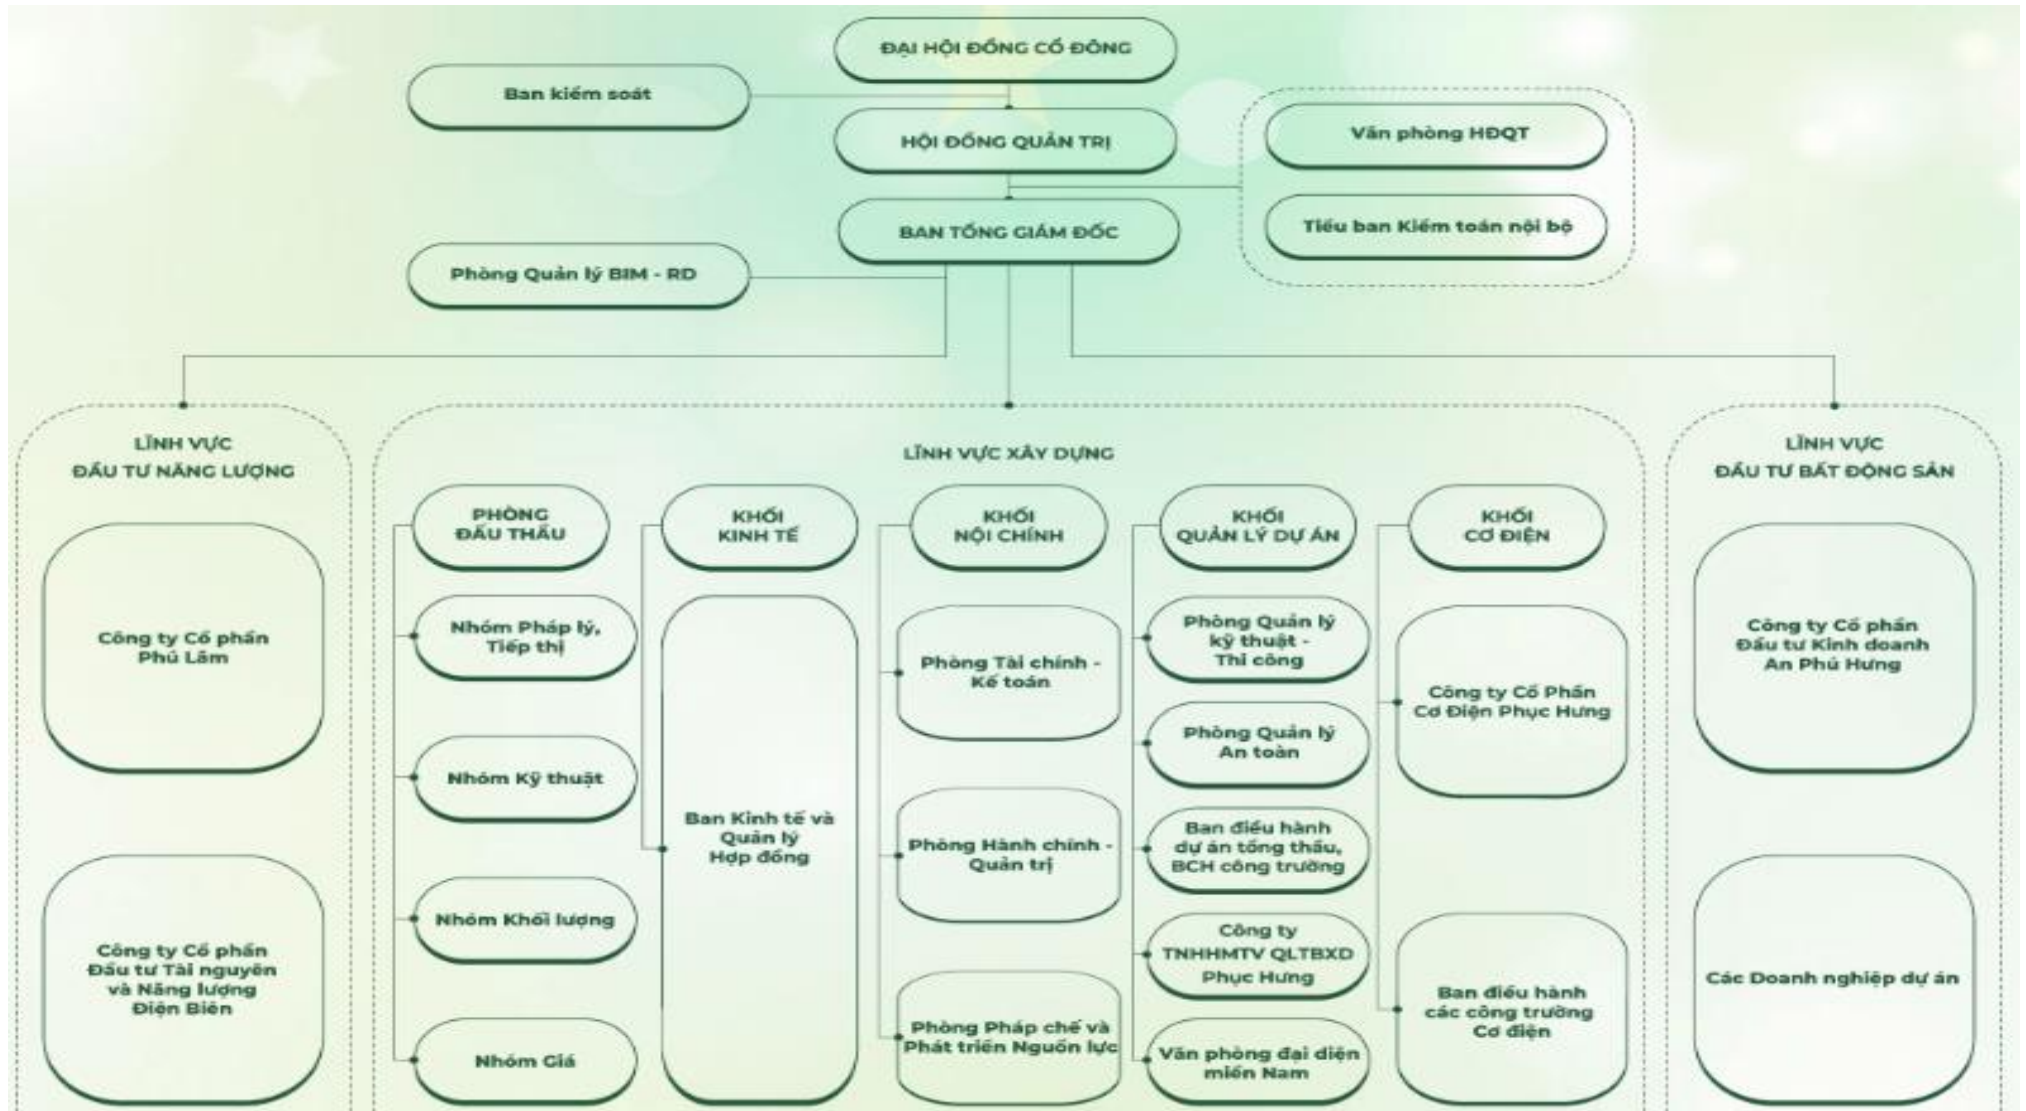 ĐẠI HỘI ĐỒNG CỔ ĐÔNG
Ban kiểm soát
HỘI ĐỒNG QUẢN TRỊ
Văn phòng HĐQT
Tiểu ban Kiểm toán nội bộ
BAN TỔNG GIÁM ĐỐC
Phòng Quản lý BIM - RD
LĨNH VỰC
ĐẦU TƯ NĂNG LƯỢNG
Công ty Cổ phần
Phú Lâm
Công ty Cổ phần
Đầu tư Tài nguyên
và Năng lượng
Điện Biên
LĨNH VỰC XÂY DỰNG
PHÒNG
ĐẤU THẦU
Nhóm Pháp lý,
Tiếp thị
Nhóm Kỹ thuật
Nhóm Khối lượng
Nhóm Giá
KHỐI
KINH TẾ
Ban Kinh tế và
Quản lý
Hợp đồng
KHỐI
NỘI CHÍNH
Phòng Tài chính -
Kế toán
Phòng Hành chính -
Quản trị
Phòng Pháp chế và
Phát triển Nguồn lực
KHỐI
QUẢN LÝ DỰ ÁN
Phòng Quản lý
kỹ thuật -
Thi công
Phòng Quản lý
An toàn
Ban điều hành
dự án tổng thầu,
BCH công trường
Công ty
TNHHMTV QLTBXD
Phục Hưng
Văn phòng đại diện
miền Nam
KHỐI
CƠ ĐIỆN
Công ty Cổ Phần
Cơ Điện Phục Hưng
Ban điều hành
các công trường
Cơ điện
LĨNH VỰC
ĐẦU TƯ BẤT ĐỘNG SẢN
Công ty Cổ phần
Đầu tư Kinh doanh
An Phú Hưng
Các Doanh nghiệp dự án